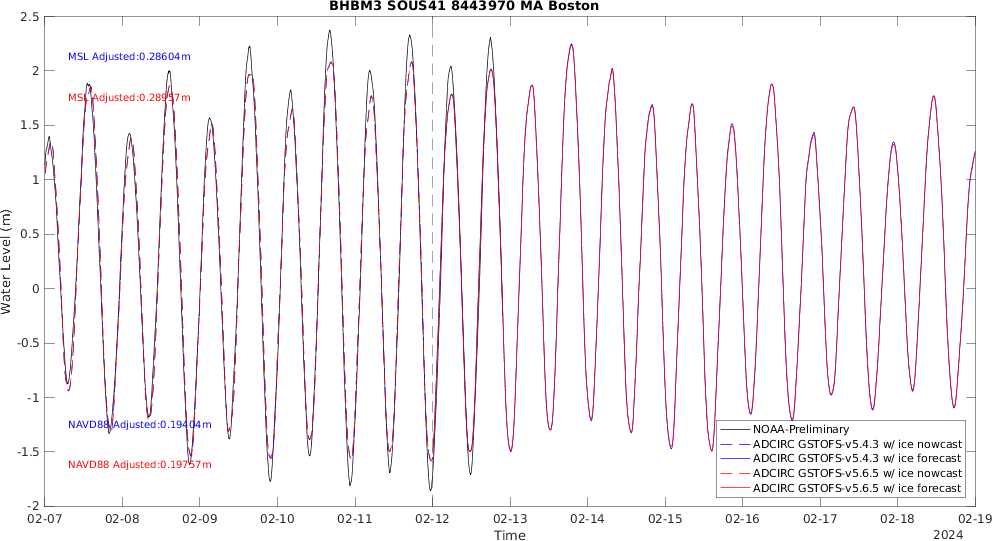 BHBM3 SOUS41 8443970 MA Boston
2.5
2
1.5
1
0.5
0
-0.5
-1
-1.5
-2
Water Level (m)
MSL Adjusted:0.28604m
MSL Adjusted:0.28957m
NAVD88 Adjusted:0.19404m
NAVD88 Adjusted:0.19757m
NOAA-Preliminary
ADCIRC GSTOFS-v5.4.3 w/ ice nowcast
ADCIRC GSTOFS-v5.4.3 w/ ice forecast
ADCIRC GSTOFS-v5.6.5 w/ ice nowcast
ADCIRC GSTOFS-v5.6.5 w/ ice forecast
02-07 02-08 02-09 02-10 02-11 02-12 02-13 02-14 02-15 02-16 02-17 02-18 02-19
Time
2024